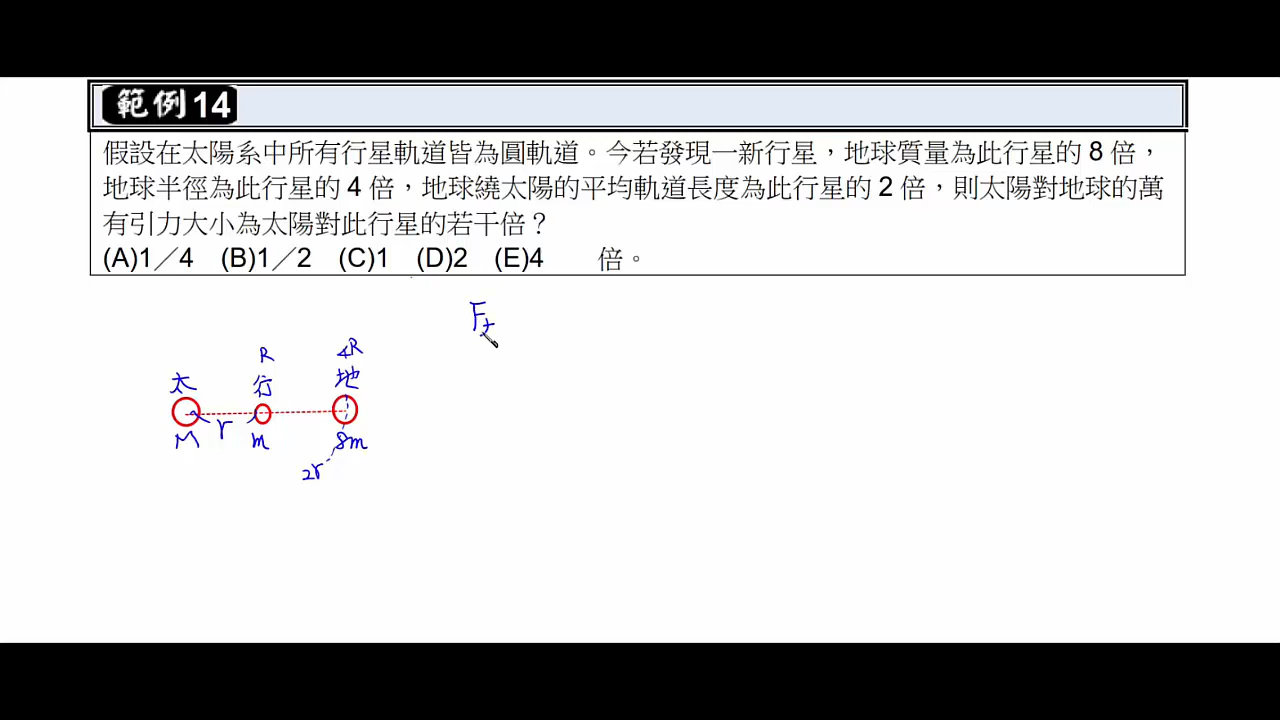 範例14
假設在太陽系中所有行星軌道皆為圓軌道。今若發現一新行星，地球質量為此行星的 8 倍，
地球半徑為此行星的 4 倍，地球繞太陽的平均軌道長度為此行星的 2 倍，則太陽對地球的萬
有引力大小為太陽對此行星的若干倍？
(A)1／4 (B)1／2 (C)1 (D)2 (E)4 倍。
F
R 4R
太 行 地
r
M m 8m
2r